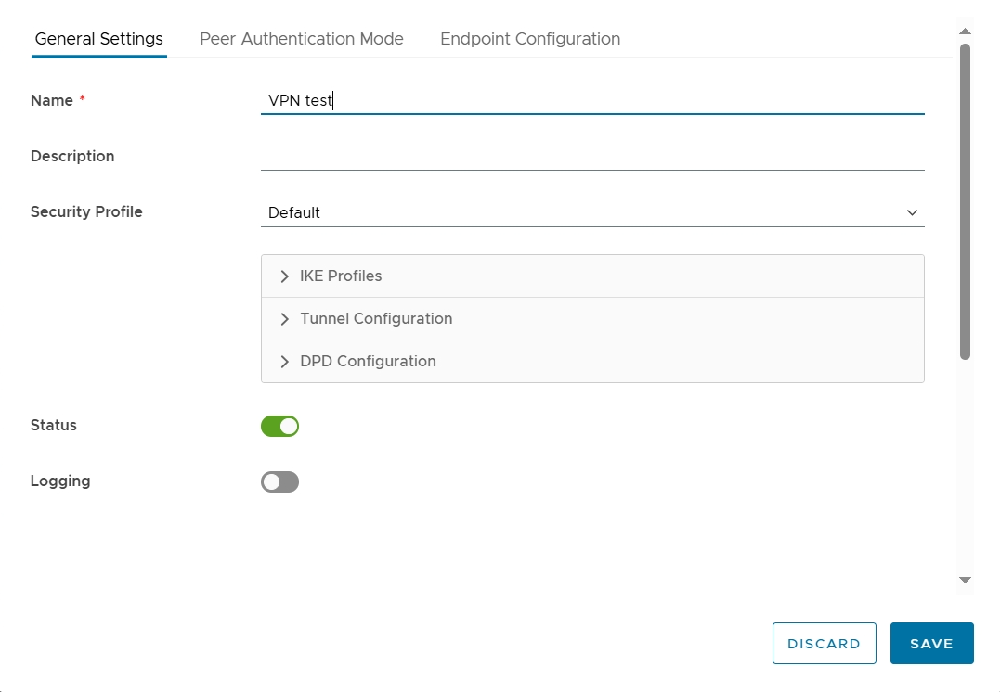 General Settings Peer Authentication Mode Endpoint Configuration
Name * VPN test
Description
Security Profile Default
IKE Profiles
Tunnel Configuration
DPD Configuration
Status
Logging
DISCARD SAVE